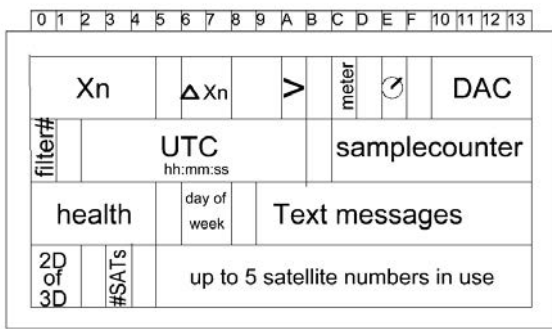 0 1 2 3 4 5 6 7 8 9 A B C D E F 10 11 12 13
Xn Δ Xn > meter DAC
filter# UTC samplecounter
hh:mm:ss
health day of week Text messages
2D of 3D #SATs up to 5 satellite numbers in use